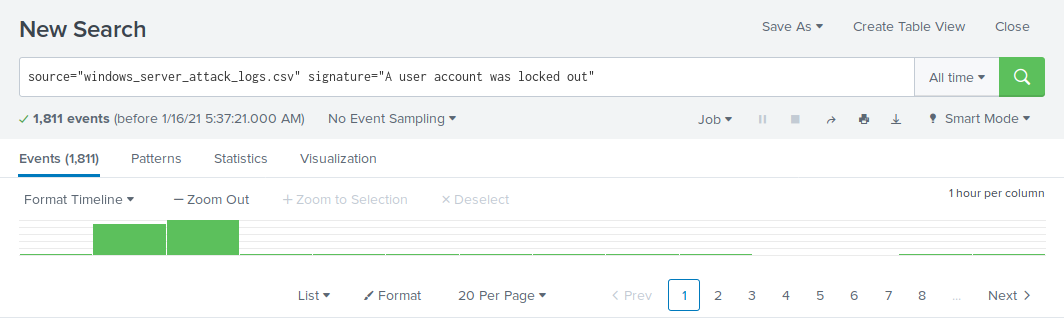 New Search
Save As Create Table View Close
source="windows_server_attack_logs.csv" signature="A user account was locked out"
All time
1,811 events (before 1/16/21 5:37:21.000 AM) No Event Sampling
Job Smart Mode
Events (1,811) Patterns Statistics Visualization
Format Timeline − Zoom Out + Zoom to Selection × Deselect
1 hour per column
List Format 20 Per Page < Prev 1 2 3 4 5 6 7 8 ... Next >